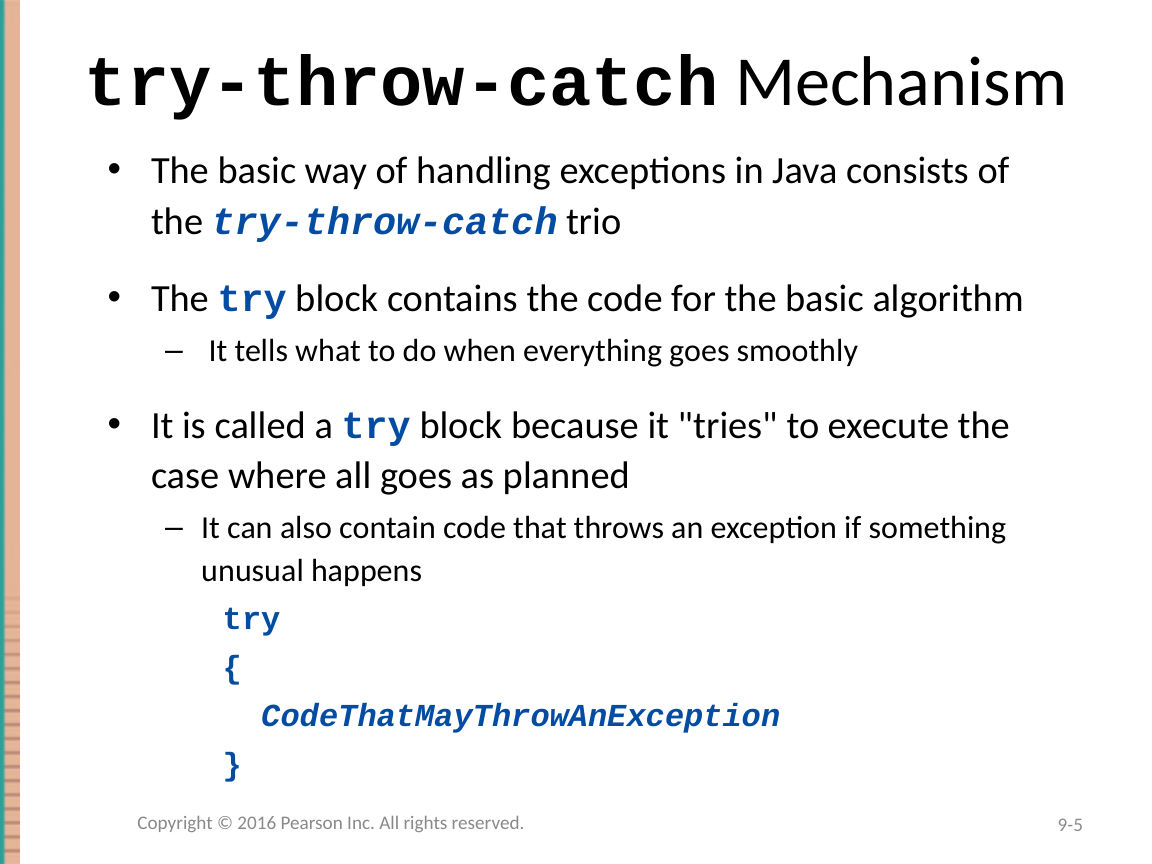 try-throw-catch Mechanism
• The basic way of handling exceptions in Java consists of
the try-throw-catch trio
• The try block contains the code for the basic algorithm
– It tells what to do when everything goes smoothly
• It is called a try block because it "tries" to execute the
case where all goes as planned
– It can also contain code that throws an exception if something
unusual happens
try
{
CodeThatMayThrowAnException
}
Copyright © 2016 Pearson Inc. All rights reserved.
9-5